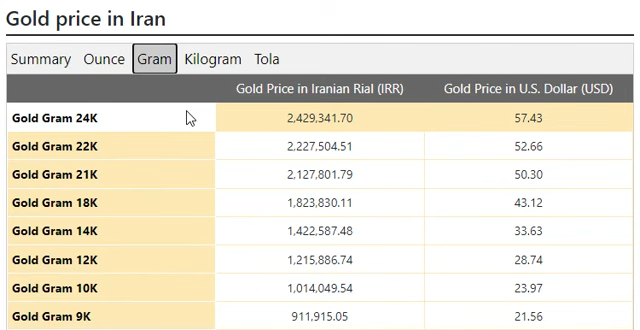 Gold price in Iran
Summary Ounce Gram Kilogram Tola
Gold Price in Iranian Rial (IRR) Gold Price in U.S. Dollar (USD)
Gold Gram 24K 2,429,341.70 57.43
Gold Gram 22K 2,227,504.51 52.66
Gold Gram 21K 2,127,801.79 50.30
Gold Gram 18K 1,823,830.11 43.12
Gold Gram 14K 1,422,587.48 33.63
Gold Gram 12K 1,215,886.74 28.74
Gold Gram 10K 1,014,049.54 23.97
Gold Gram 9K 911,915.05 21.56